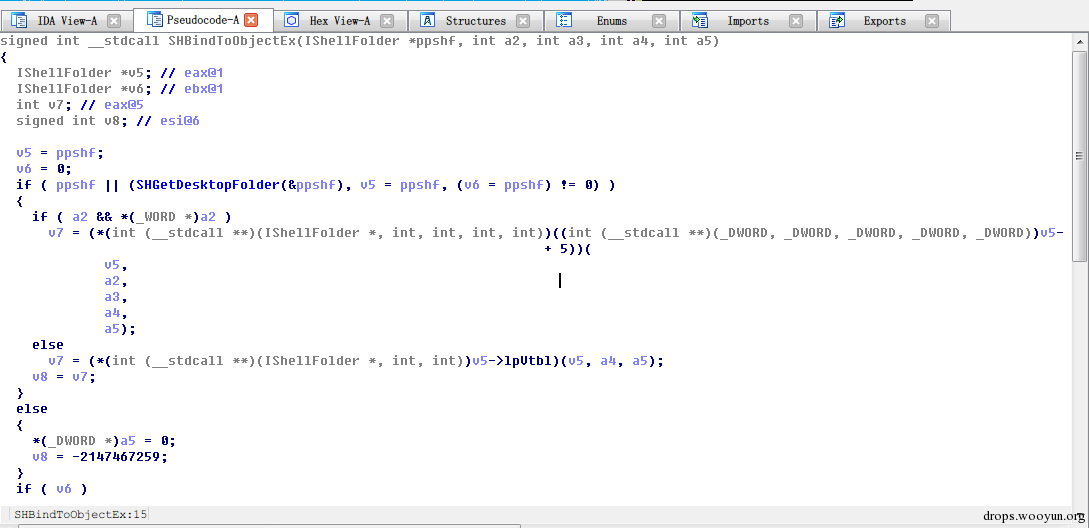 IDA View-A
Pseudocode-A
Hex View-A
Structures
Enums
Imports
Exports
signed int __stdcall SHBindToObjectEx(IShellFolder *ppshf, int a2, int a3, int a4, int a5)
{
IShellFolder *v5; // eax@1
IShellFolder *v6; // ebx@1
int v7; // eax@5
signed int v8; // esi@6
v5 = ppshf;
v6 = 0;
if ( ppshf || (SHGetDesktopFolder(&ppshf), v5 = ppshf, (v6 = ppshf) != 0) )
{
if ( a2 && *(_WORD *)a2 )
v7 = (*(int (__stdcall **)(IShellFolder *, int, int, int, int))((int (__stdcall **)(_DWORD, _DWORD, _DWORD, _DWORD, _DWORD))v5-
+ 5))(
v5,
a2,
a3,
a4,
a5);
else
v7 = (*(int (__stdcall **)(IShellFolder *, int, int))v5->lpVtbl)(v5, a4, a5);
v8 = v7;
}
else
{
*(_DWORD *)a5 = 0;
v8 = -2147467259;
}
if ( v6 )
SHBindToObjectEx:15
drops.wooyun.org